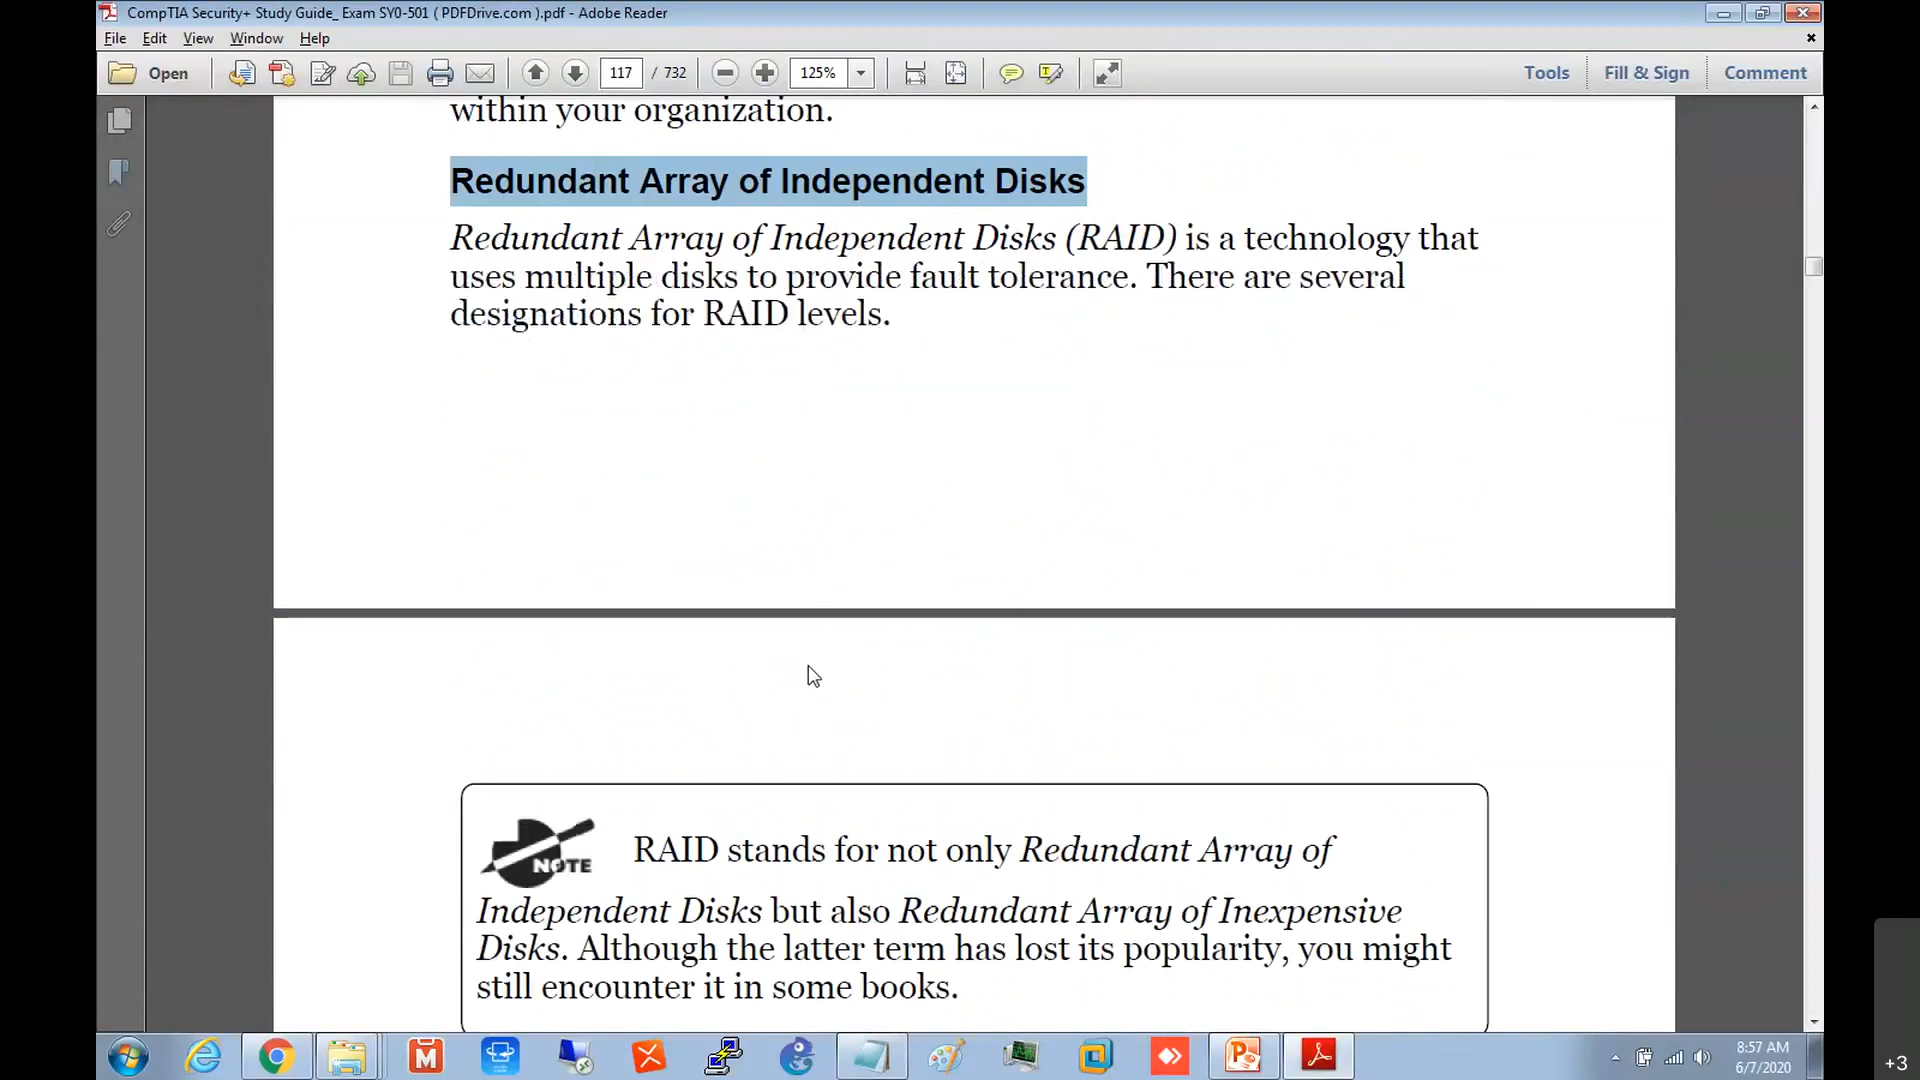 CompTIA Security+ Study Guide_ Exam SY0-501 ( PDFDrive.com ).pdf - Adobe Reader
File Edit View Window Help
Open 117 / 732 125% Tools Fill & Sign Comment
within your organization.
Redundant Array of Independent Disks
Redundant Array of Independent Disks (RAID) is a technology that
uses multiple disks to provide fault tolerance. There are several
designations for RAID levels.
NOTE RAID stands for not only Redundant Array of
Independent Disks but also Redundant Array of Inexpensive
Disks. Although the latter term has lost its popularity, you might
still encounter it in some books.
8:57 AM
6/7/2020
+3